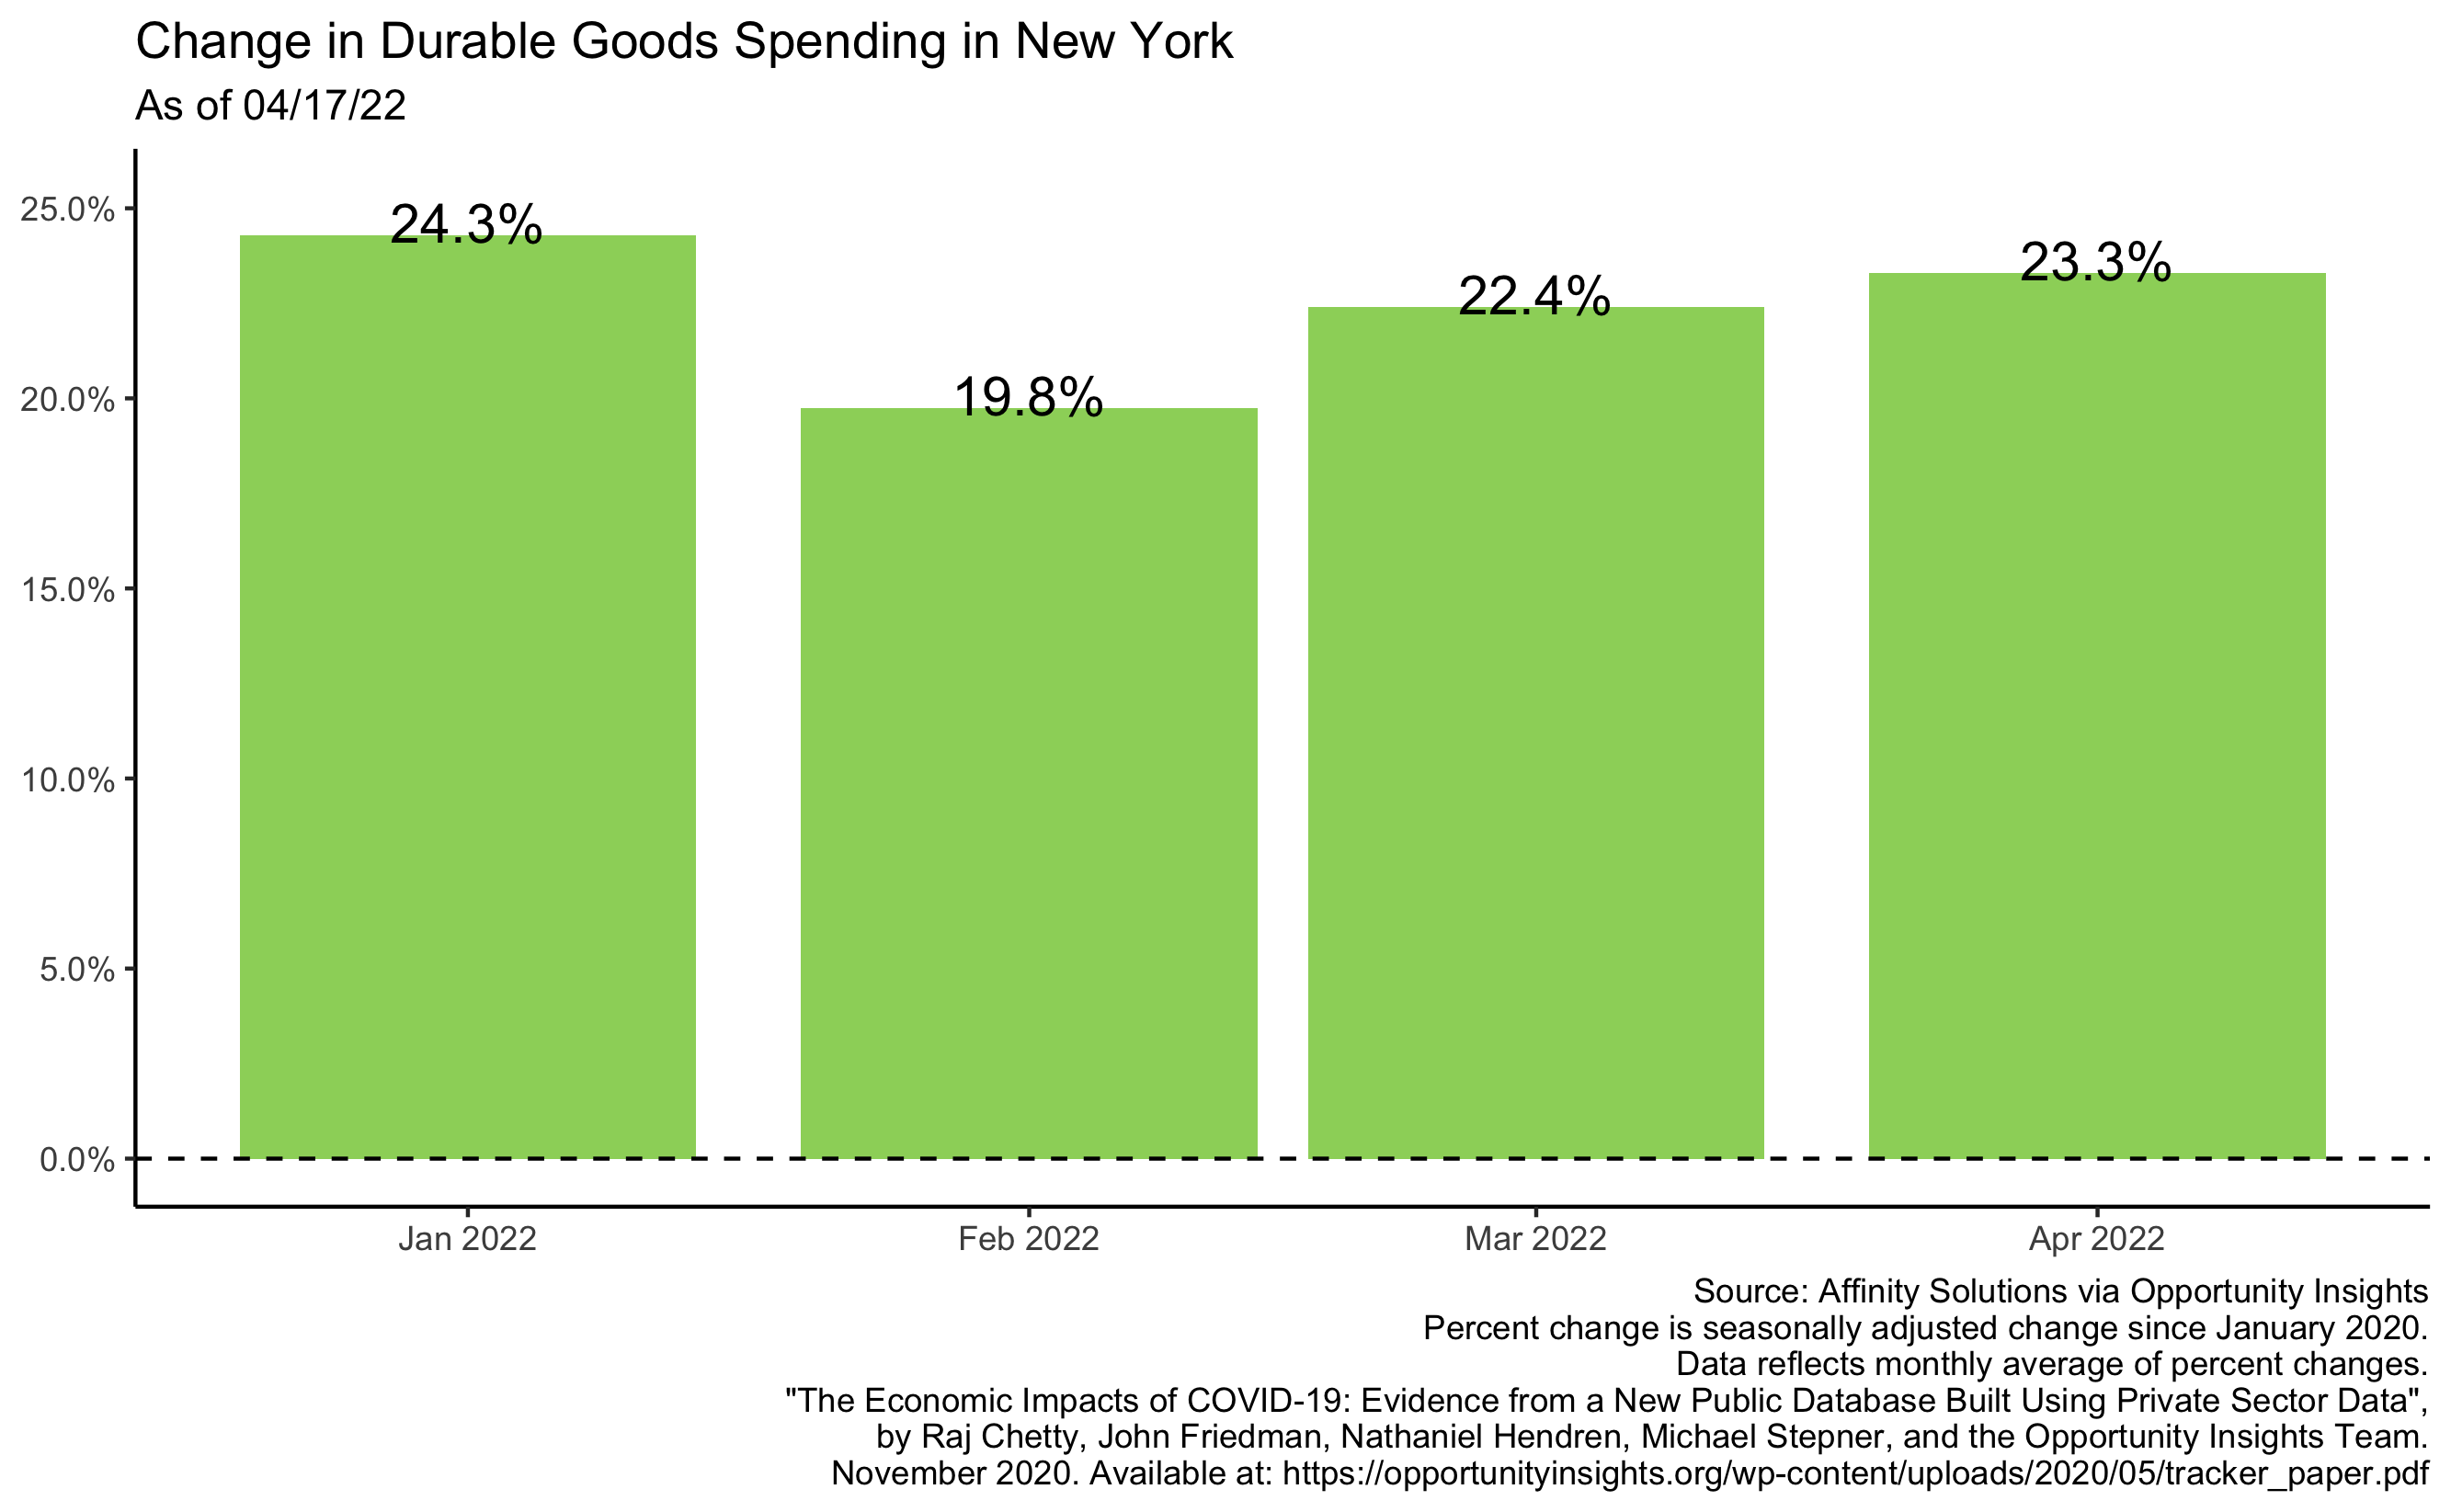 Change in Durable Goods Spending in New York
As of 04/17/22
25.0%
20.0%
15.0%
10.0%
5.0%
0.0%
24.3%
19.8%
22.4%
23.3%
Jan 2022
Feb 2022
Mar 2022
Apr 2022
Source: Affinity Solutions via Opportunity Insights
Percent change is seasonally adjusted change since January 2020.
Data reflects monthly average of percent changes.
"The Economic Impacts of COVID-19: Evidence from a New Public Database Built Using Private Sector Data",
by Raj Chetty, John Friedman, Nathaniel Hendren, Michael Stepner, and the Opportunity Insights Team.
November 2020. Available at: https://opportunityinsights.org/wp-content/uploads/2020/05/tracker_paper.pdf